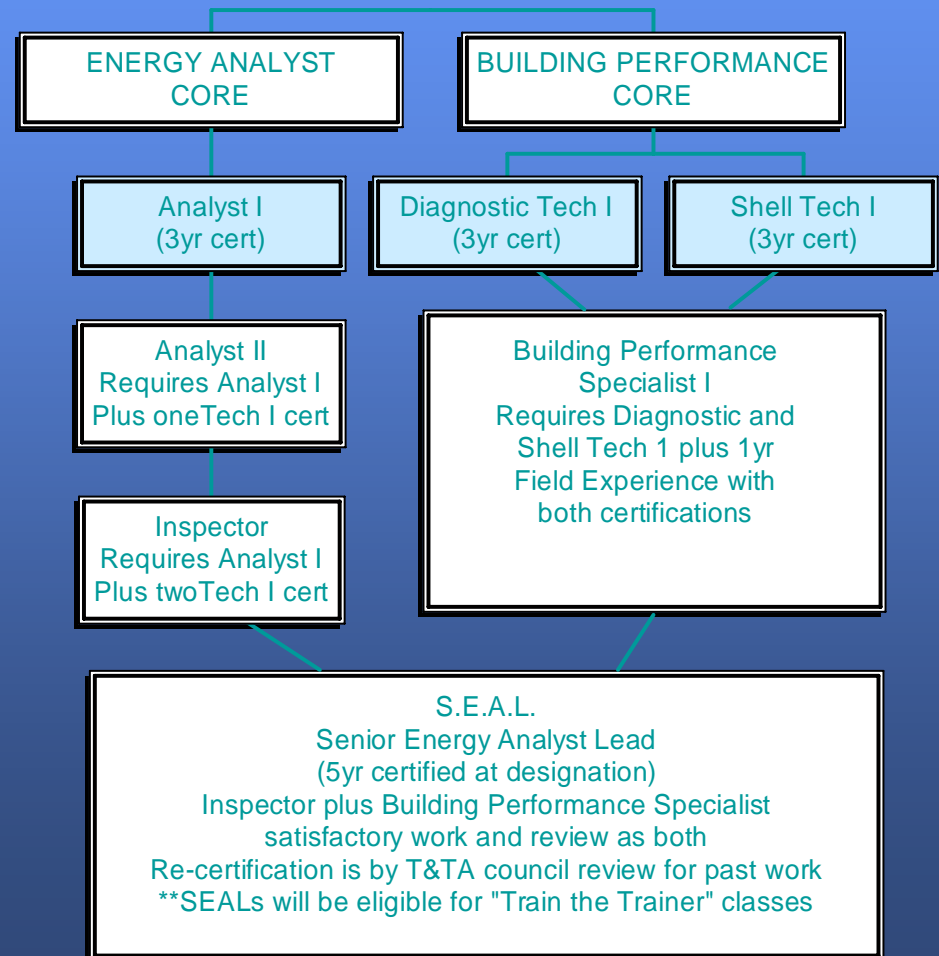 ENERGY ANALYST
CORE
BUILDING PERFORMANCE
CORE
Analyst I
(3yr cert)
Diagnostic Tech I
(3yr cert)
Shell Tech I
(3yr cert)
Analyst II
Requires Analyst I
Plus oneTech I cert
Building Performance
Specialist I
Requires Diagnostic and
Shell Tech 1 plus 1yr
Field Experience with
both certifications
Inspector
Requires Analyst I
Plus twoTech I cert
S.E.A.L.
Senior Energy Analyst Lead
(5yr certified at designation)
Inspector plus Building Performance Specialist
satisfactory work and review as both
Re-certification is by T&TA council review for past work
**SEALs will be eligible for "Train the Trainer" classes